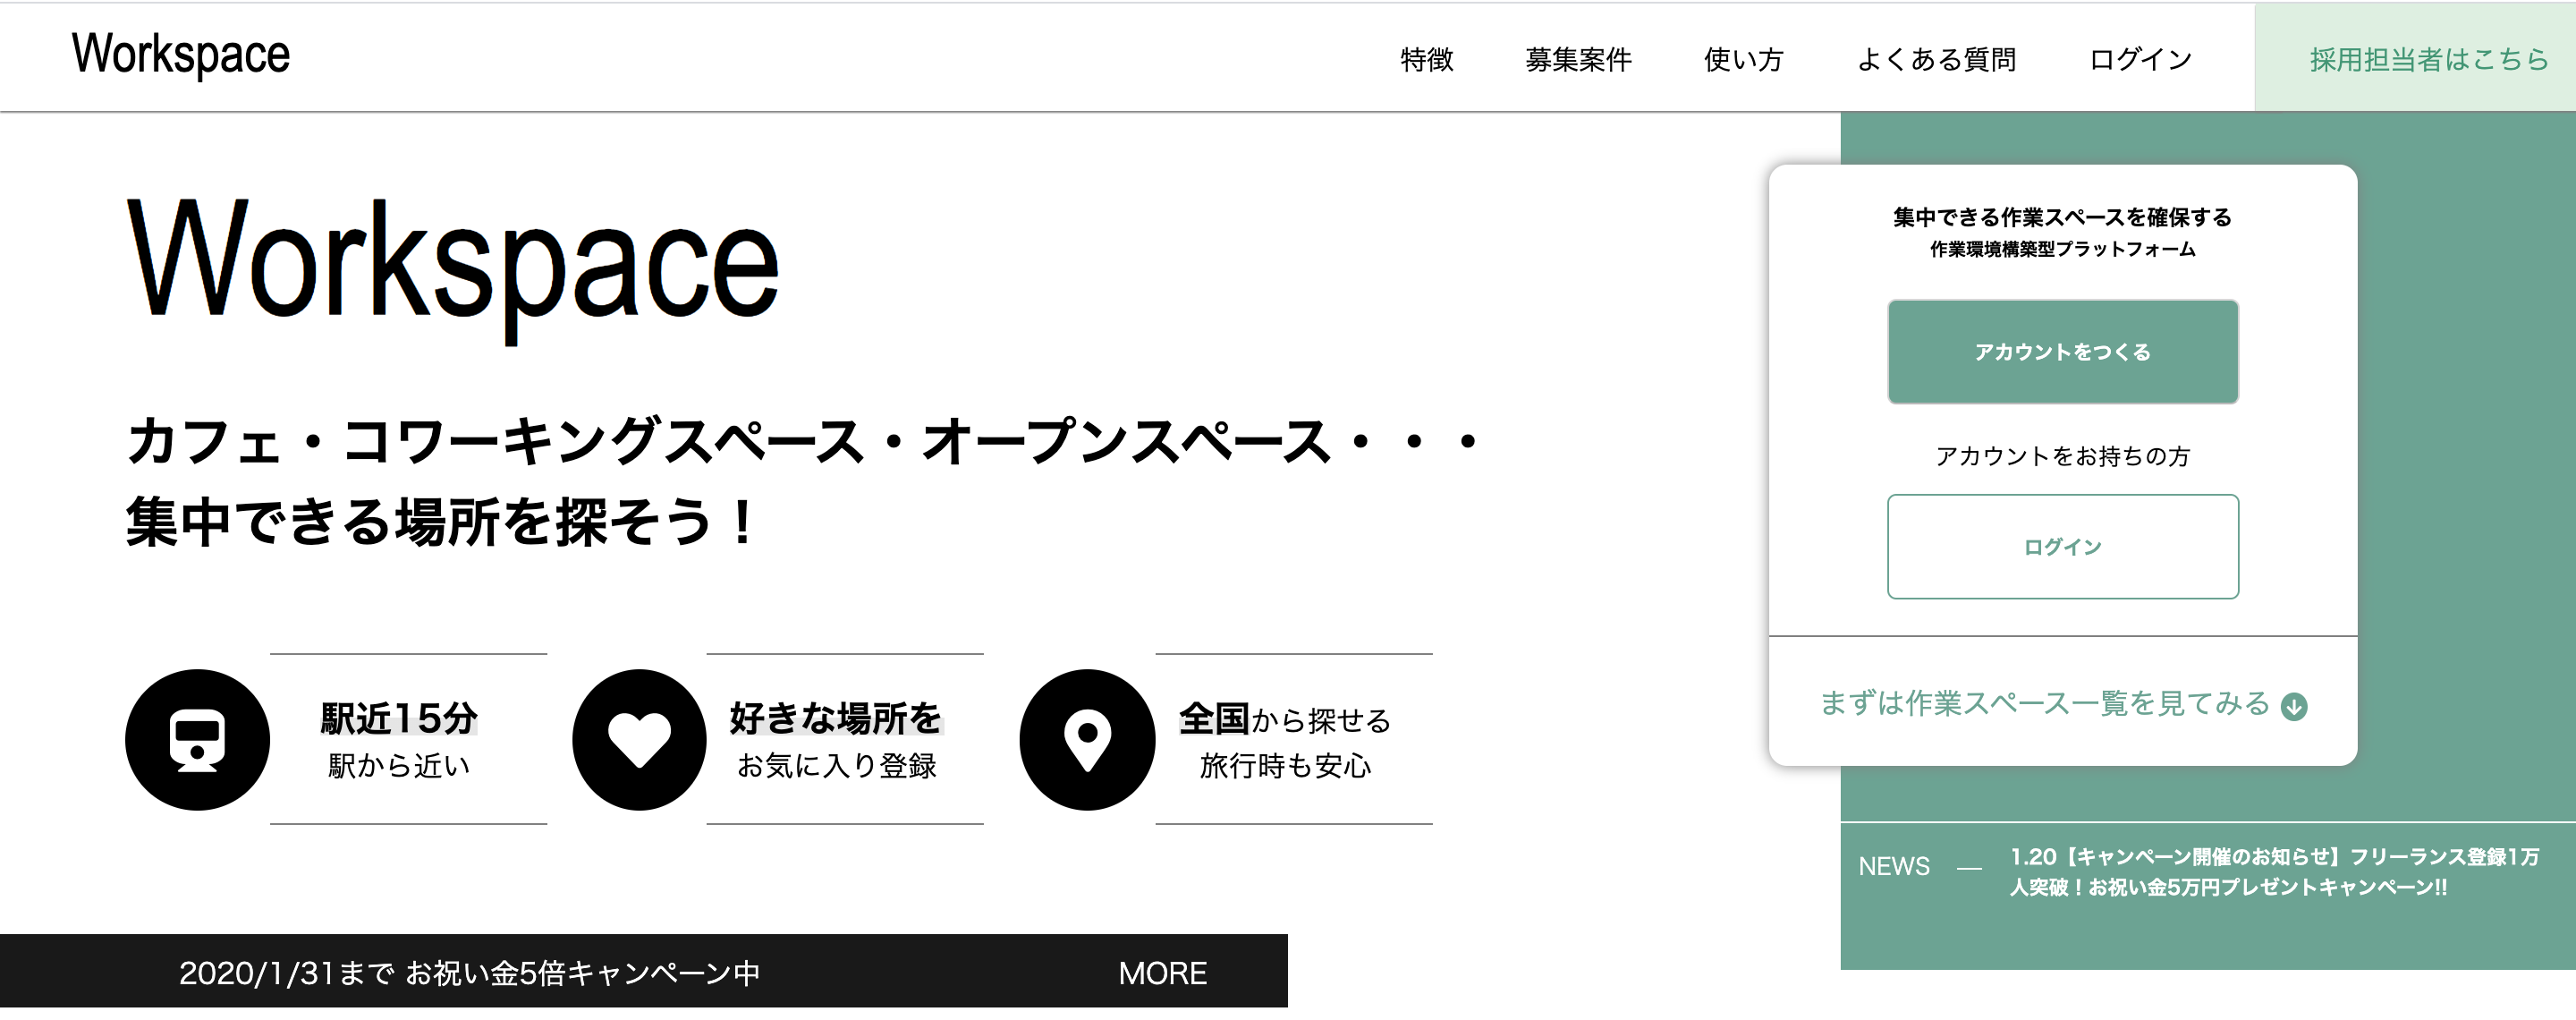 Workspace
特徴
募集案件
使い方
よくある質問
ログイン
採用担当者はこちら
Workspace
カフェ・コワーキングスペース・オープンスペース・・・
集中できる場所を探そう！
駅近15分
駅から近い
好きな場所を
お気に入り登録
全国から探せる
旅行時も安心
2020/1/31まで お祝い金5倍キャンペーン中
MORE
集中できる作業スペースを確保する
作業環境構築型プラットフォーム
アカウントをつくる
アカウントをお持ちの方
ログイン
まずは作業スペース一覧を見てみる
NEWS —
1.20【キャンペーン開催のお知らせ】フリーランス登録1万
人突破！お祝い金5万円プレゼントキャンペーン!!